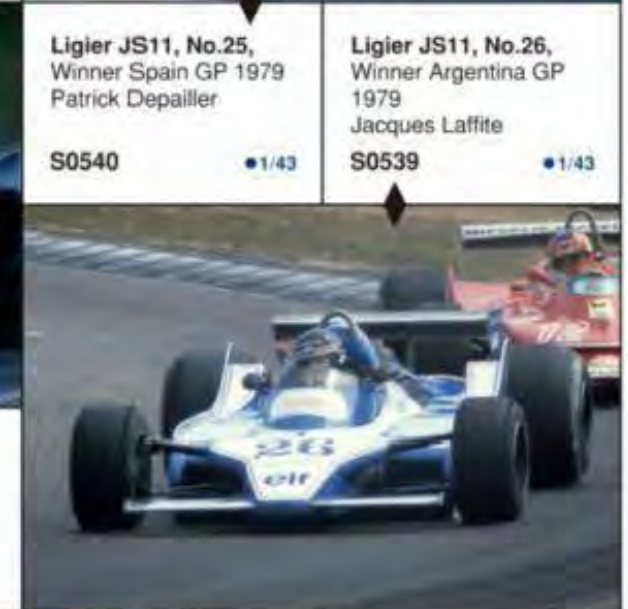 Ligier JS11, No.25,
Winner Spain GP 1979
Patrick Depailler
S0540 ●1/43
Ligier JS11, No.26,
Winner Argentina GP
1979
Jacques Laffite
S0539 ●1/43
26
elf